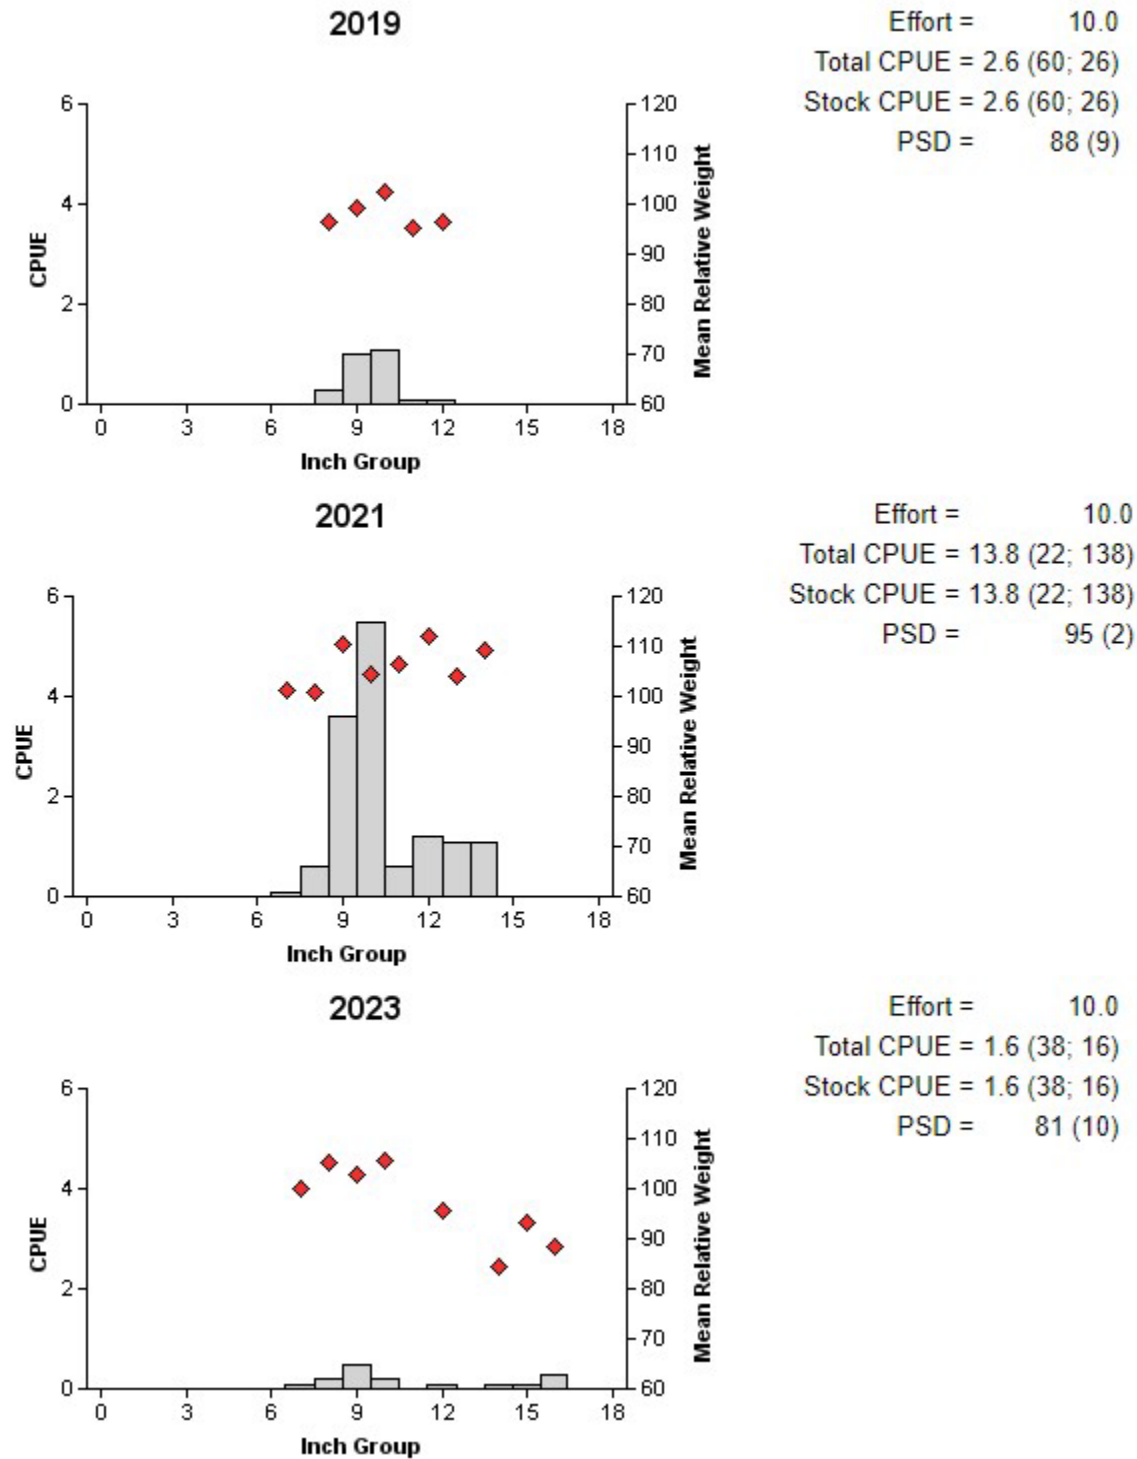 2019
Effort = 10.0
Total CPUE = 2.6 (60; 26)
Stock CPUE = 2.6 (60; 26)
PSD = 88 (9)
6
4
2
0
CPUE
120
110
100
90
80
70
60
Mean Relative Weight
0 3 6 9 12 15 18
Inch Group
2021
Effort = 10.0
Total CPUE = 13.8 (22; 138)
Stock CPUE = 13.8 (22; 138)
PSD = 95 (2)
6
4
2
0
CPUE
120
110
100
90
80
70
60
Mean Relative Weight
0 3 6 9 12 15 18
Inch Group
2023
Effort = 10.0
Total CPUE = 1.6 (38; 16)
Stock CPUE = 1.6 (38; 16)
PSD = 81 (10)
6
4
2
0
CPUE
120
110
100
90
80
70
60
Mean Relative Weight
0 3 6 9 12 15 18
Inch Group